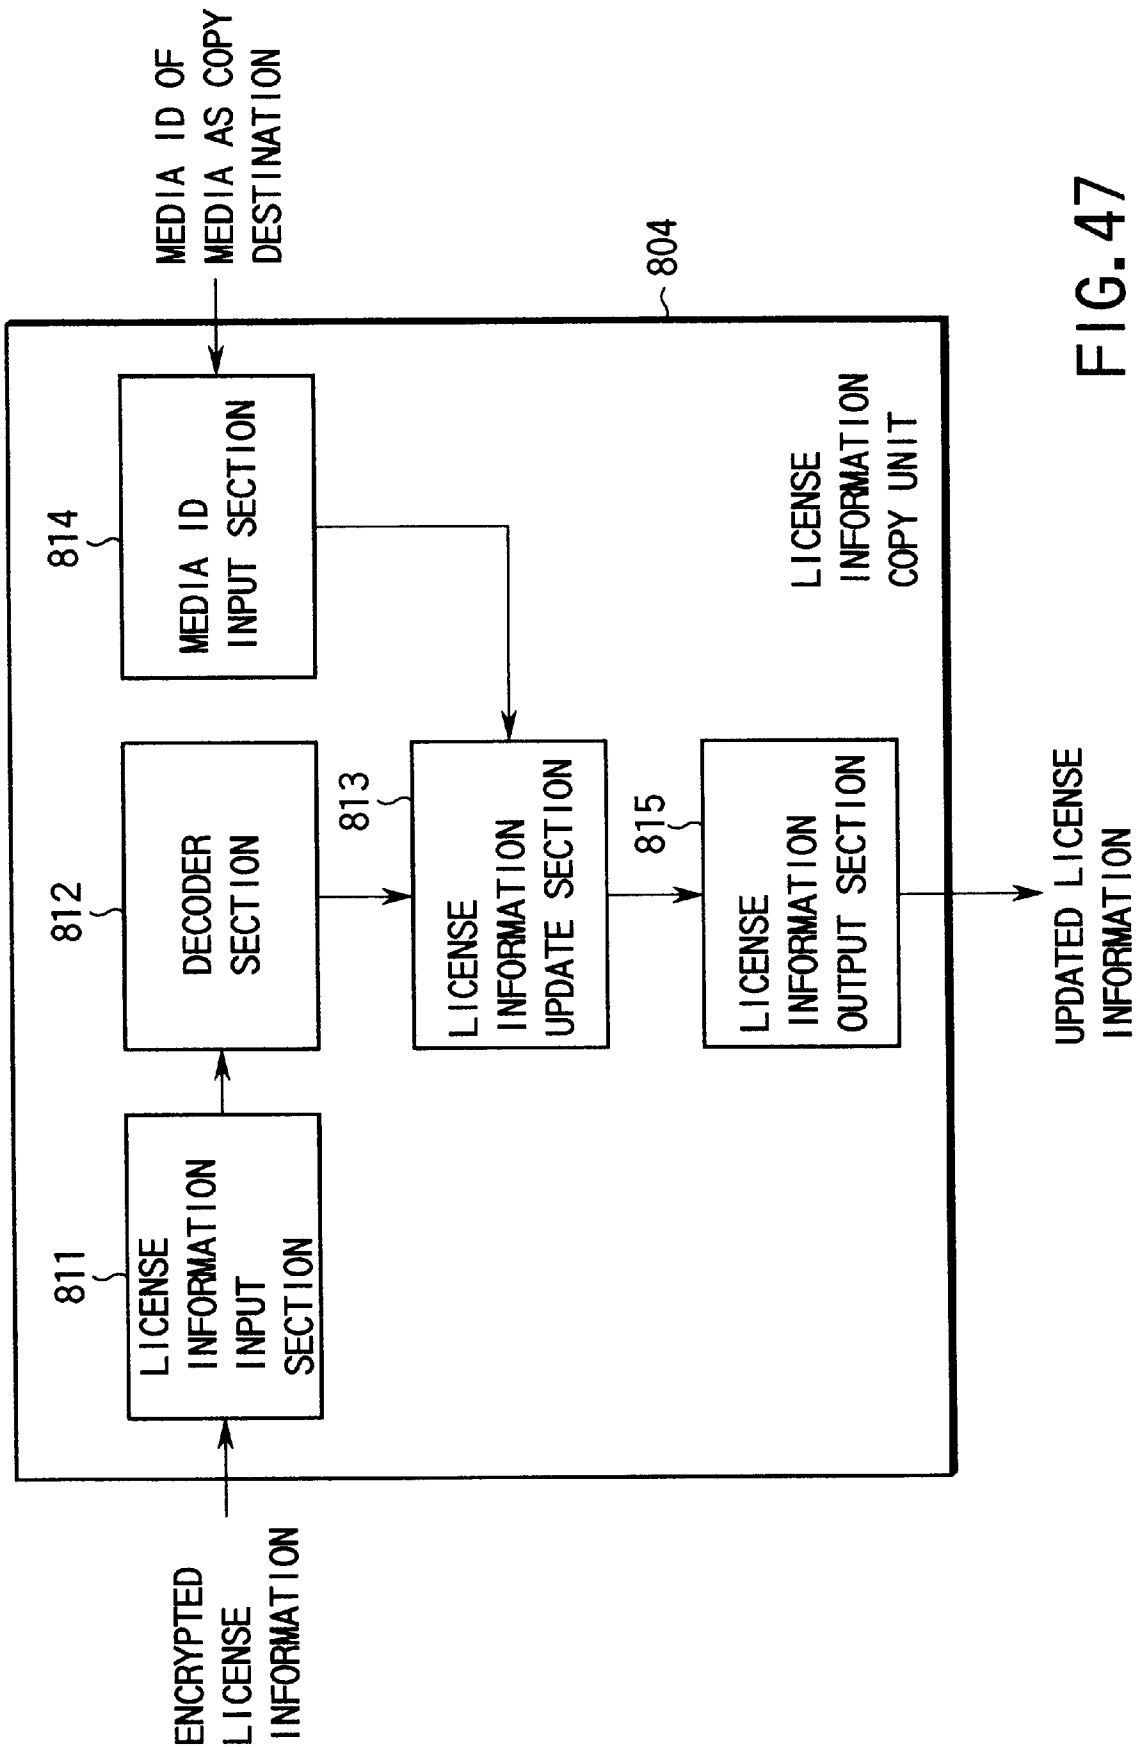 ENCRYPTED
LICENSE
INFORMATION
811
LICENSE
INFORMATION
INPUT
SECTION
812
DECODER
SECTION
814
MEDIA ID
INPUT SECTION
MEDIA ID OF
MEDIA AS COPY
DESTINATION
813
LICENSE
INFORMATION
UPDATE SECTION
815
LICENSE
INFORMATION
OUTPUT SECTION
LICENSE
INFORMATION
COPY UNIT
804
UPDATED LICENSE
INFORMATION
FIG.47